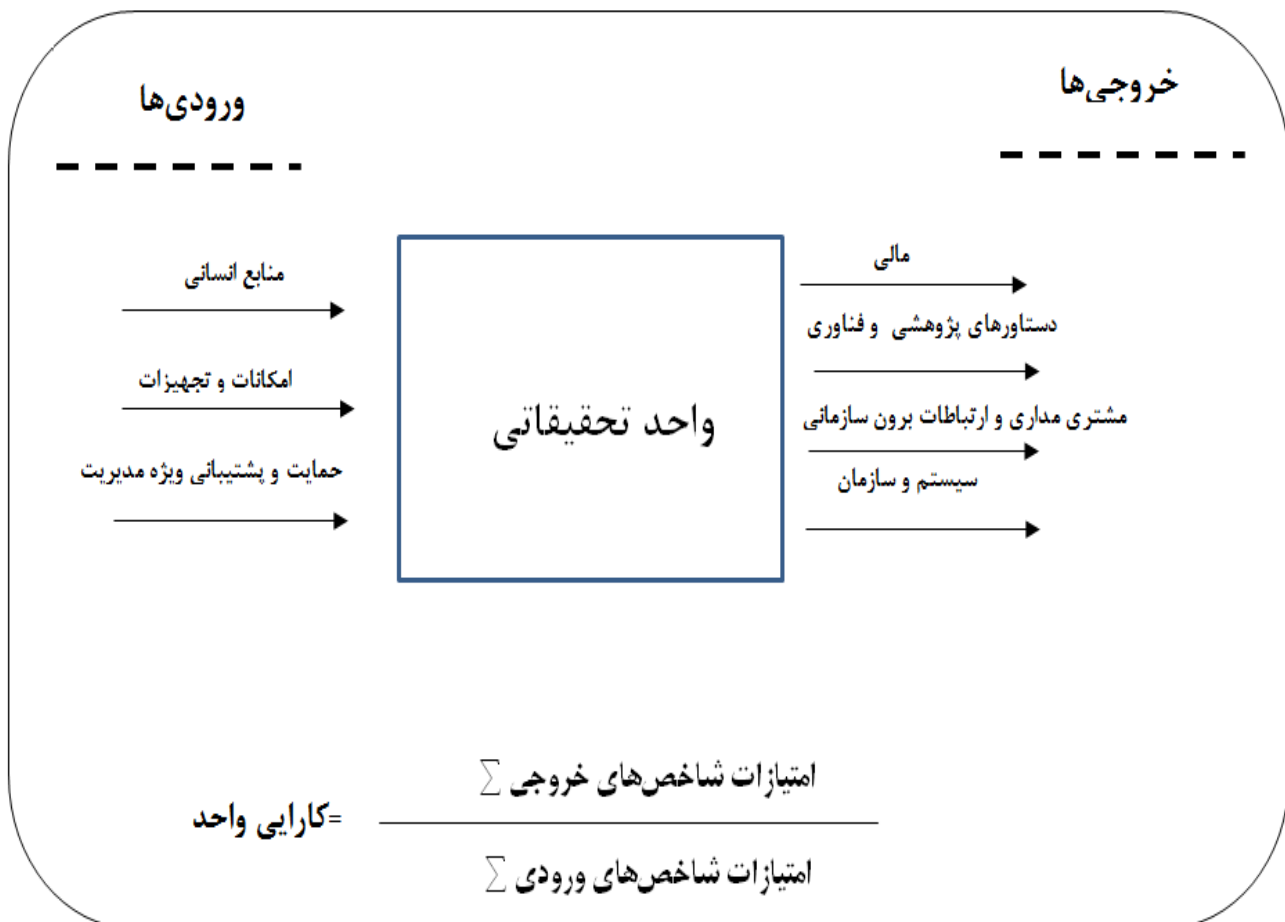 خروجی‌ها
ورودی‌ها
منابع انسانی
امکانات و تجهیزات
حمایت و پشتیبانی ویژه مدیریت
واحد تحقیقاتی
مالی
دستاورهای پژوهشی و فناوری
مشتری مداری و ارتباطات برون سازمانی
سیستم و سازمان
امتیازات شاخص‌های خروجی ∑
کارایی واحد=
امتیازات شاخص‌های ورودی ∑